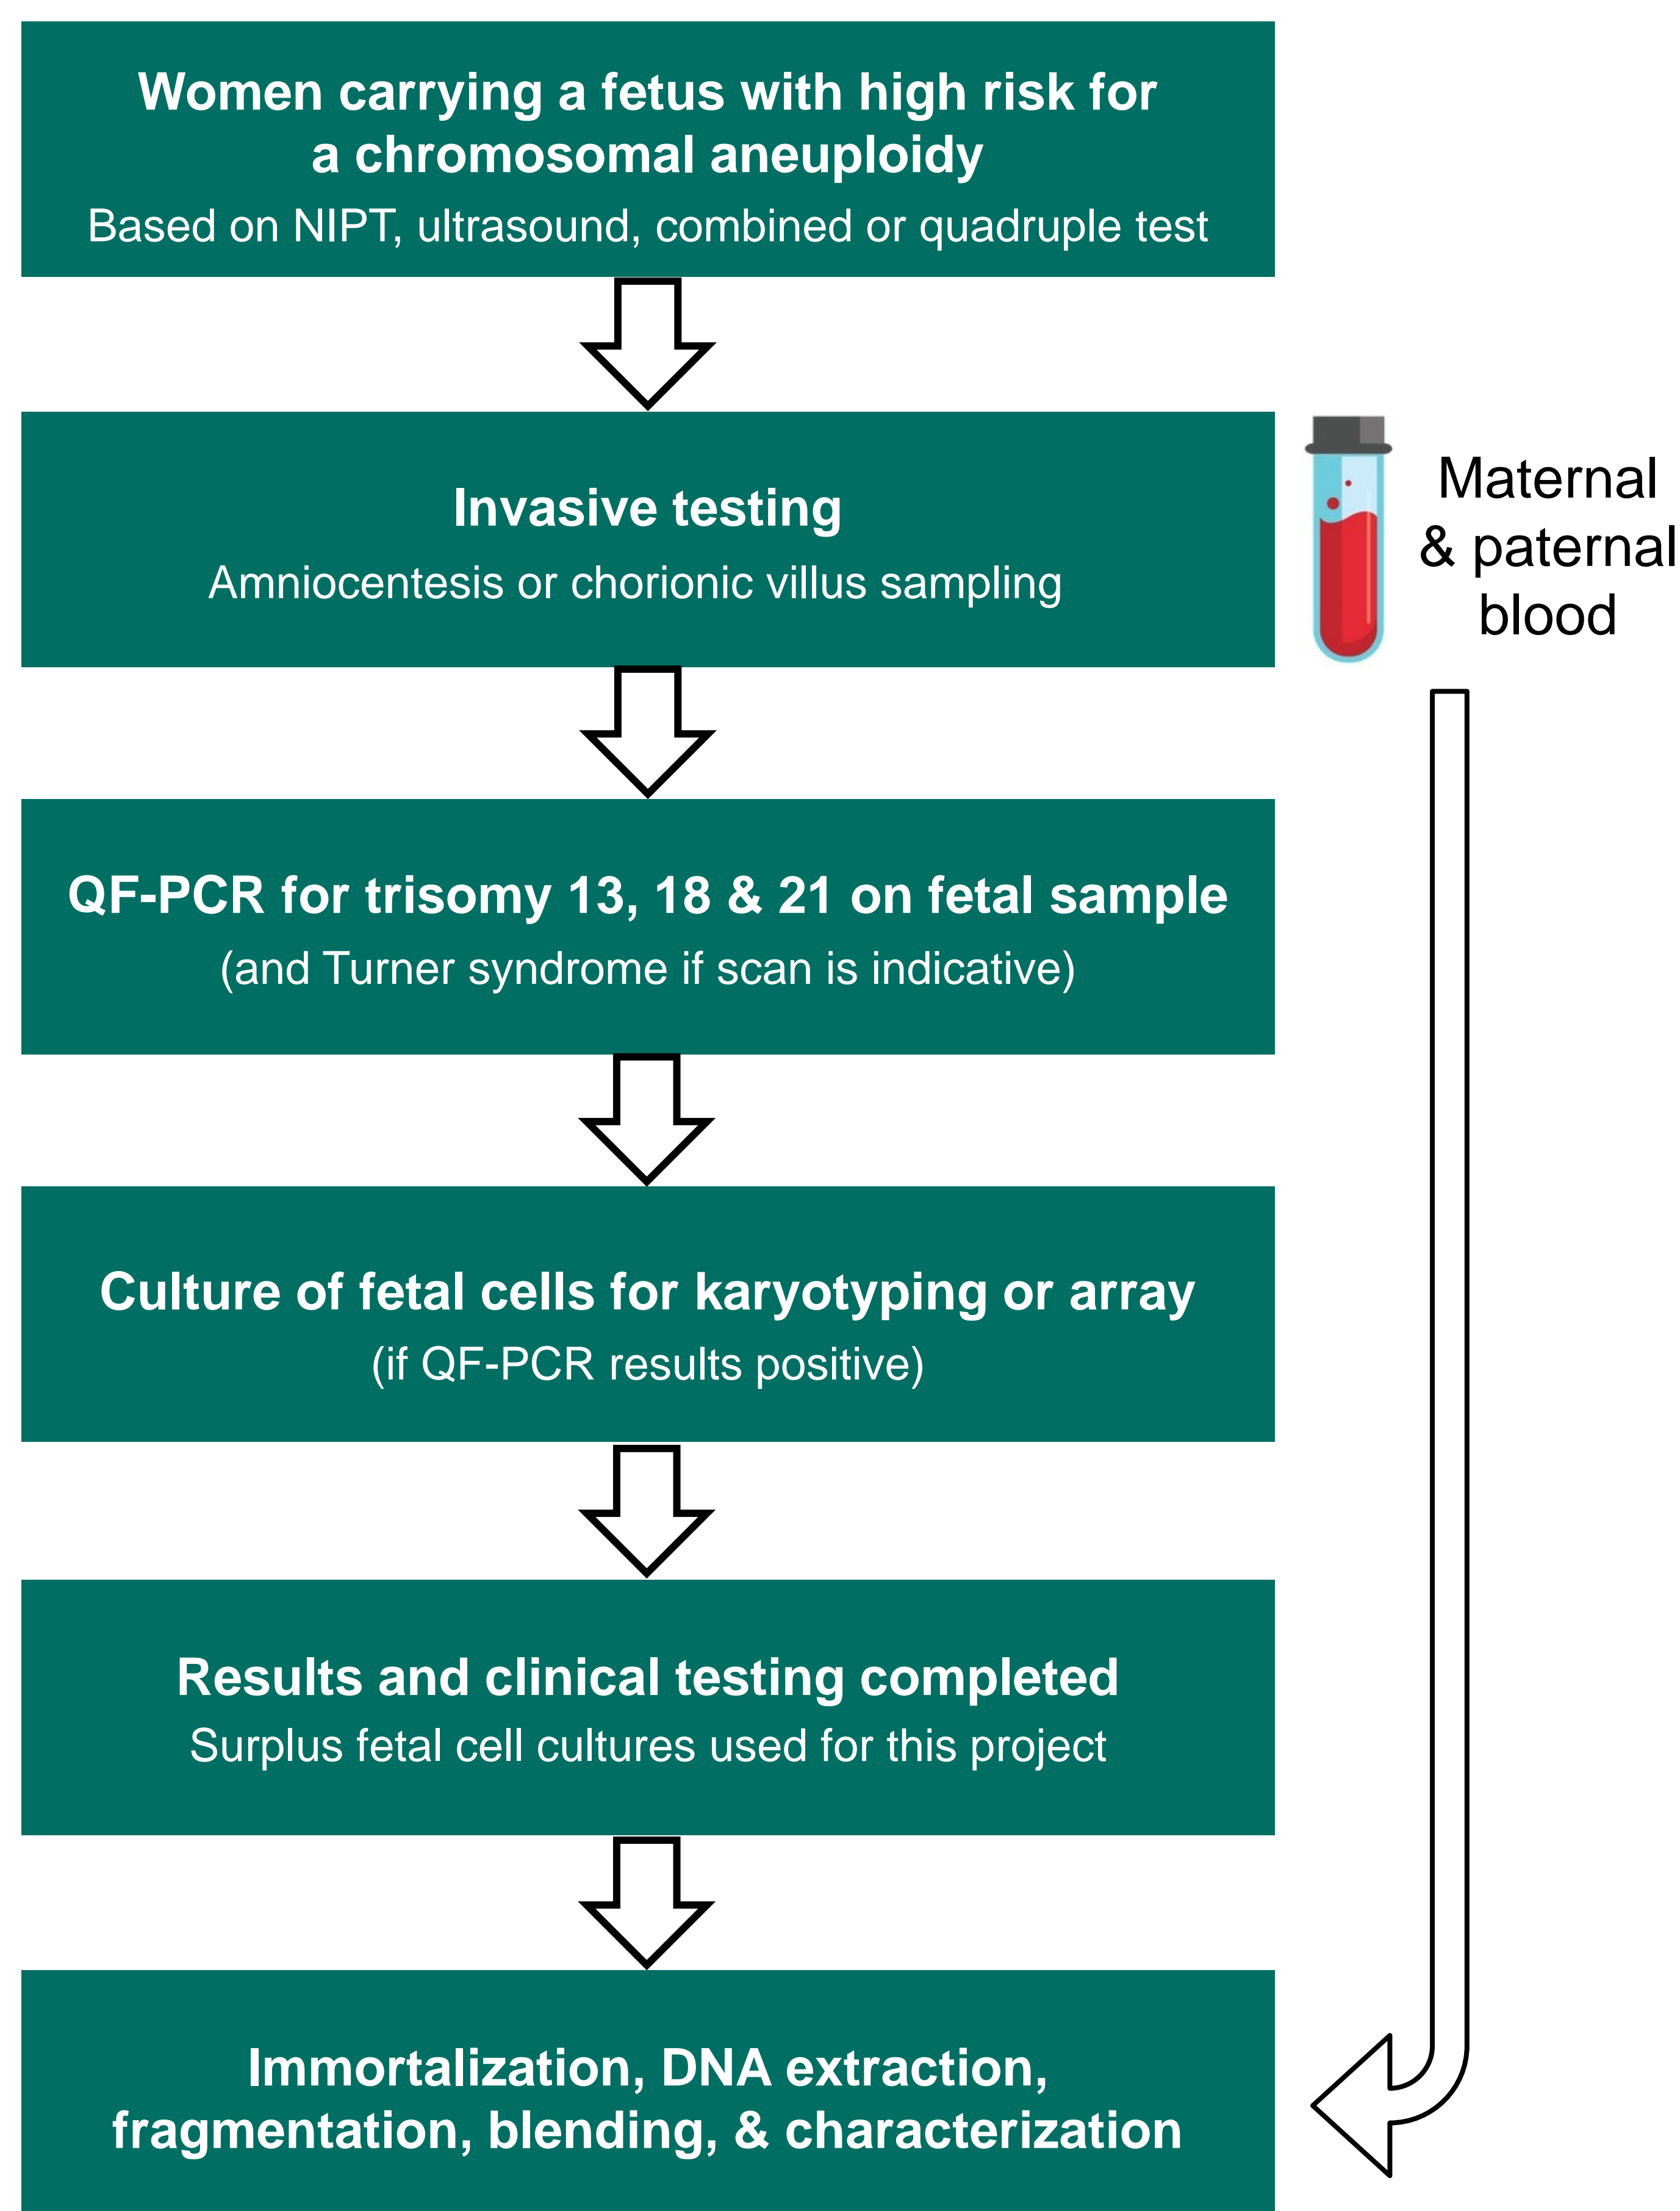 Women carrying a fetus with high risk for
a chromosomal aneuploidy
Based on NIPT, ultrasound, combined or quadruple test
Invasive testing
Amniocentesis or chorionic villus sampling
Maternal
& paternal
blood
QF-PCR for trisomy 13, 18 & 21 on fetal sample
(and Turner syndrome if scan is indicative)
Culture of fetal cells for karyotyping or array
(if QF-PCR results positive)
Results and clinical testing completed
Surplus fetal cell cultures used for this project
Immortalization, DNA extraction,
fragmentation, blending, & characterization